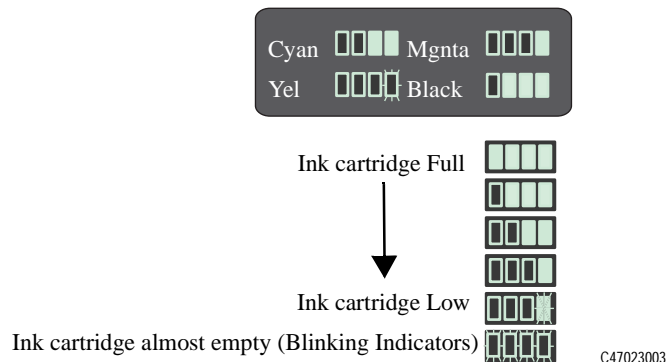 Cyan Mgnta
Yel Black
Ink cartridge Full
Ink cartridge Low
Ink cartridge almost empty (Blinking Indicators)
C47023003